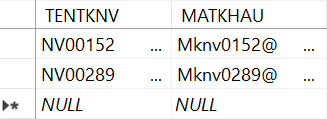 TENTKNV MATKHAU
NV00152 ... Mknv0152@ ...
NV00289 ... Mknv0289@ ...
NULL NULL